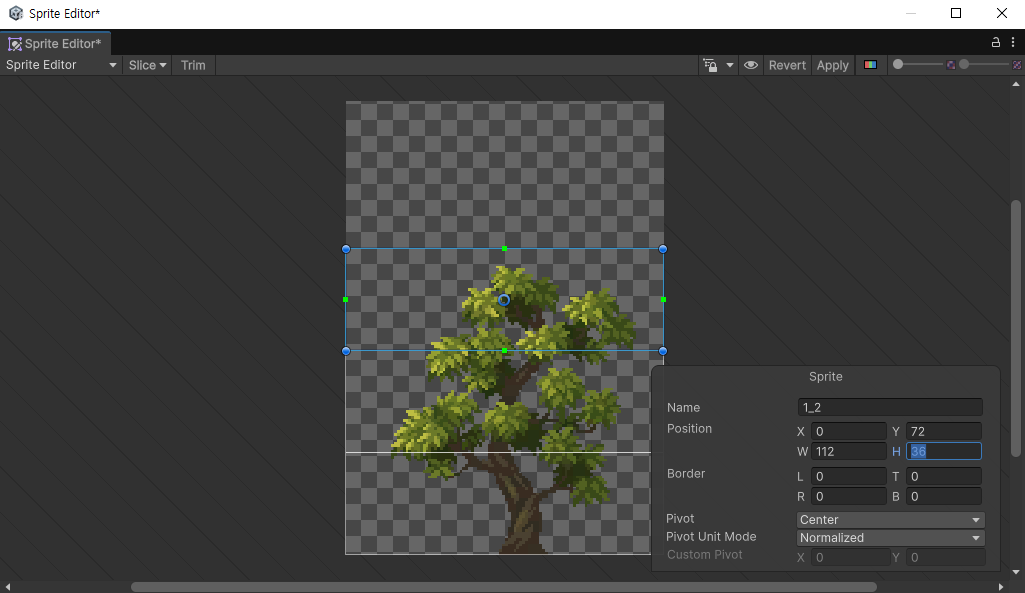 Sprite Editor*
Sprite Editor*
Sprite Editor Slice Trim Revert Apply
Sprite
Name 1_2
Position X 0 Y 72
W 112 H 36
Border L 0 T 0
R 0 B 0
Pivot Center
Pivot Unit Mode Normalized
Custom Pivot X 0 Y 0